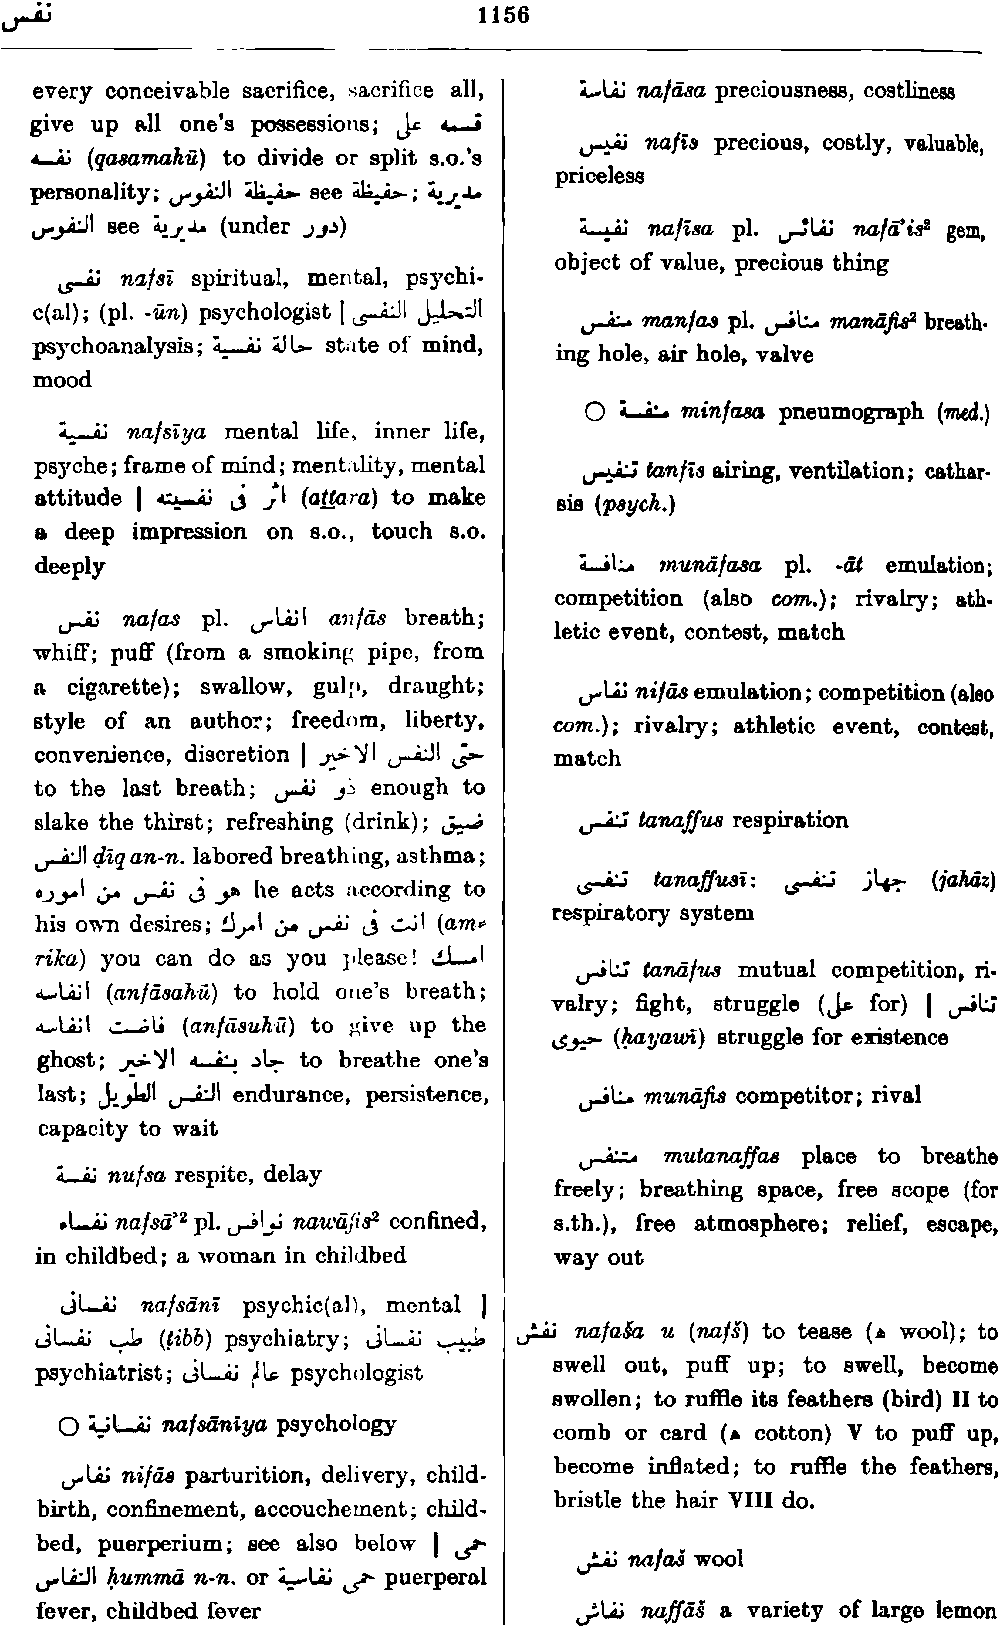 نفس
1156
every conceivable sacrifice, sacrifice all,
give up all one's possessions; قسمه على
نفسه (qasamahū) to divide or split s.o.'s
personality; حفيظة النفوس see حفيظة; مديرية
النفوس see مديرية (under دور)
نفسى nafsī spiritual, mental, psychi-
c(al); (pl. -ūn) psychologist | التحليل النفسى
psychoanalysis; حالة نفسية state of mind,
mood
نفسية nafsīya mental life, inner life,
psyche; frame of mind; mentality, mental
attitude | اثر فى نفسيته (aṯṯara) to make
a deep impression on s.o., touch s.o.
deeply
نفس nafas pl. انفاس anfās breath;
whiff; puff (from a smoking pipe, from
a cigarette); swallow, gulp, draught;
style of an author; freedom, liberty,
convenience, discretion | حتى النفس الاخير
to the last breath; ذو نفس enough to
slake the thirst; refreshing (drink); ضيق
النفس ḍīq an-n. labored breathing, asthma;
هو فى نفس من اموره he acts according to
his own desires; انت فى نفس من امرك (am-
rika) you can do as you please! امسك
انفاسه (anfāsahū) to hold one's breath;
فاضت انفاسه (anfāsuhū) to give up the
ghost; جاد بنفسه الاخير to breathe one's
last; النفس الطويل endurance, persistence,
capacity to wait
نفسة nufsa respite, delay
نفساء nafsā'² pl. نوافس nawāfis² confined,
in childbed; a woman in childbed
نفسانى nafsānī psychic(al), mental |
طب نفسانى (ṭibb) psychiatry; طبيب نفسانى
psychiatrist; عالم نفسانى psychologist
○ نفسانية nafsānīya psychology
نفاس nifās parturition, delivery, child-
birth, confinement, accouchement; child-
bed, puerperium; see also below | حمى
النفاس ḥummā n-n. or حمى نفاسية puerperal
fever, childbed fever
نفاسة nafāsa preciousness, costliness
نفيس nafīs precious, costly, valuable,
priceless
نفيسة nafīsa pl. نفائس nafā'is² gem,
object of value, precious thing
منفس manfas pl. منافس manāfis² breath-
ing hole, air hole, valve
○ منفسة minfasa pneumograph (med.)
تنفيس tanfīs airing, ventilation; cathar-
sis (psych.)
منافسة munāfasa pl. -āt emulation;
competition (also com.); rivalry; ath-
letic event, contest, match
نفاس nifās emulation; competition (also
com.); rivalry; athletic event, contest,
match
تنفس tanaffus respiration
تنفسى tanaffusī: جهاز تنفسى (jahāz)
respiratory system
تنافس tanāfus mutual competition, ri-
valry; fight, struggle (على for) | تنافس
حيوى (ḥayawī) struggle for existence
منافس munāfis competitor; rival
متنفس mutanaffas place to breathe
freely; breathing space, free scope (for
s.th.), free atmosphere; relief, escape,
way out
نفش nafaša u (nafš) to tease (ه wool); to
swell out, puff up; to swell, become
swollen; to ruffle its feathers (bird) II to
comb or card (ه cotton) V to puff up,
become inflated; to ruffle the feathers,
bristle the hair VIII do.
نفش nafaš wool
نفاش naffāš a variety of large lemon